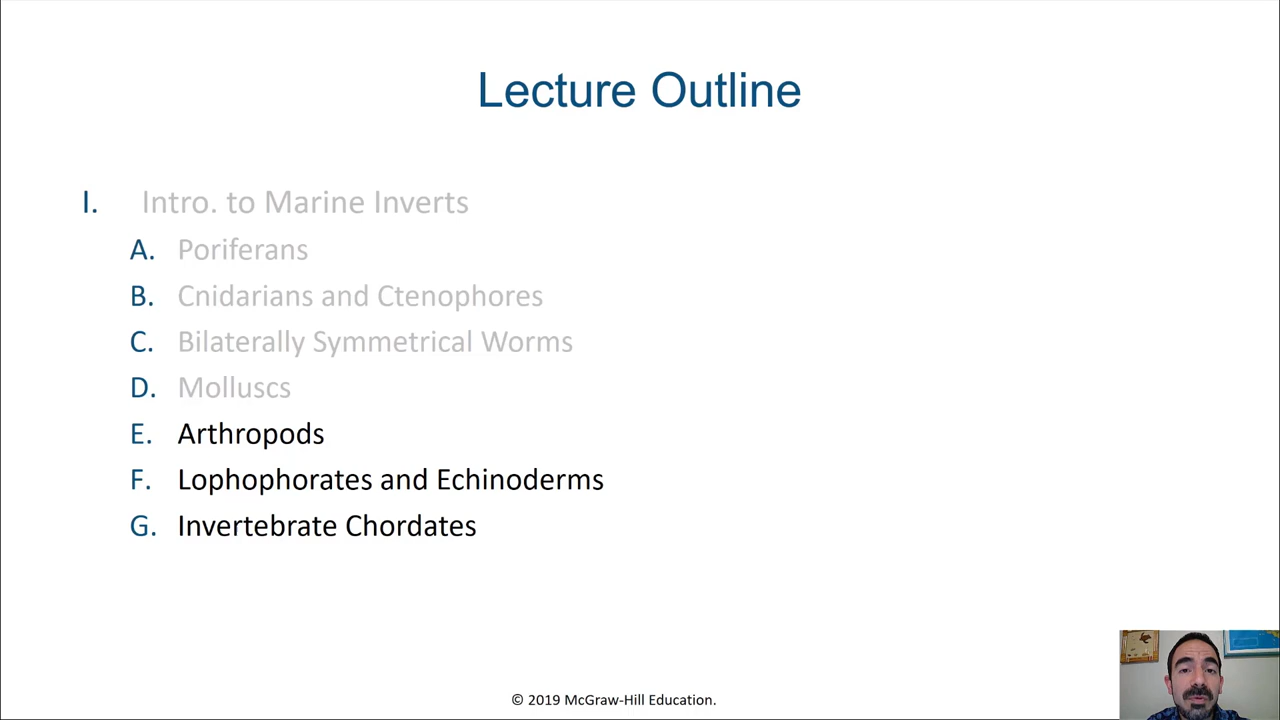 Lecture Outline
I. Intro. to Marine Inverts
A. Poriferans
B. Cnidarians and Ctenophores
C. Bilaterally Symmetrical Worms
D. Molluscs
E. Arthropods
F. Lophophorates and Echinoderms
G. Invertebrate Chordates
© 2019 McGraw-Hill Education.